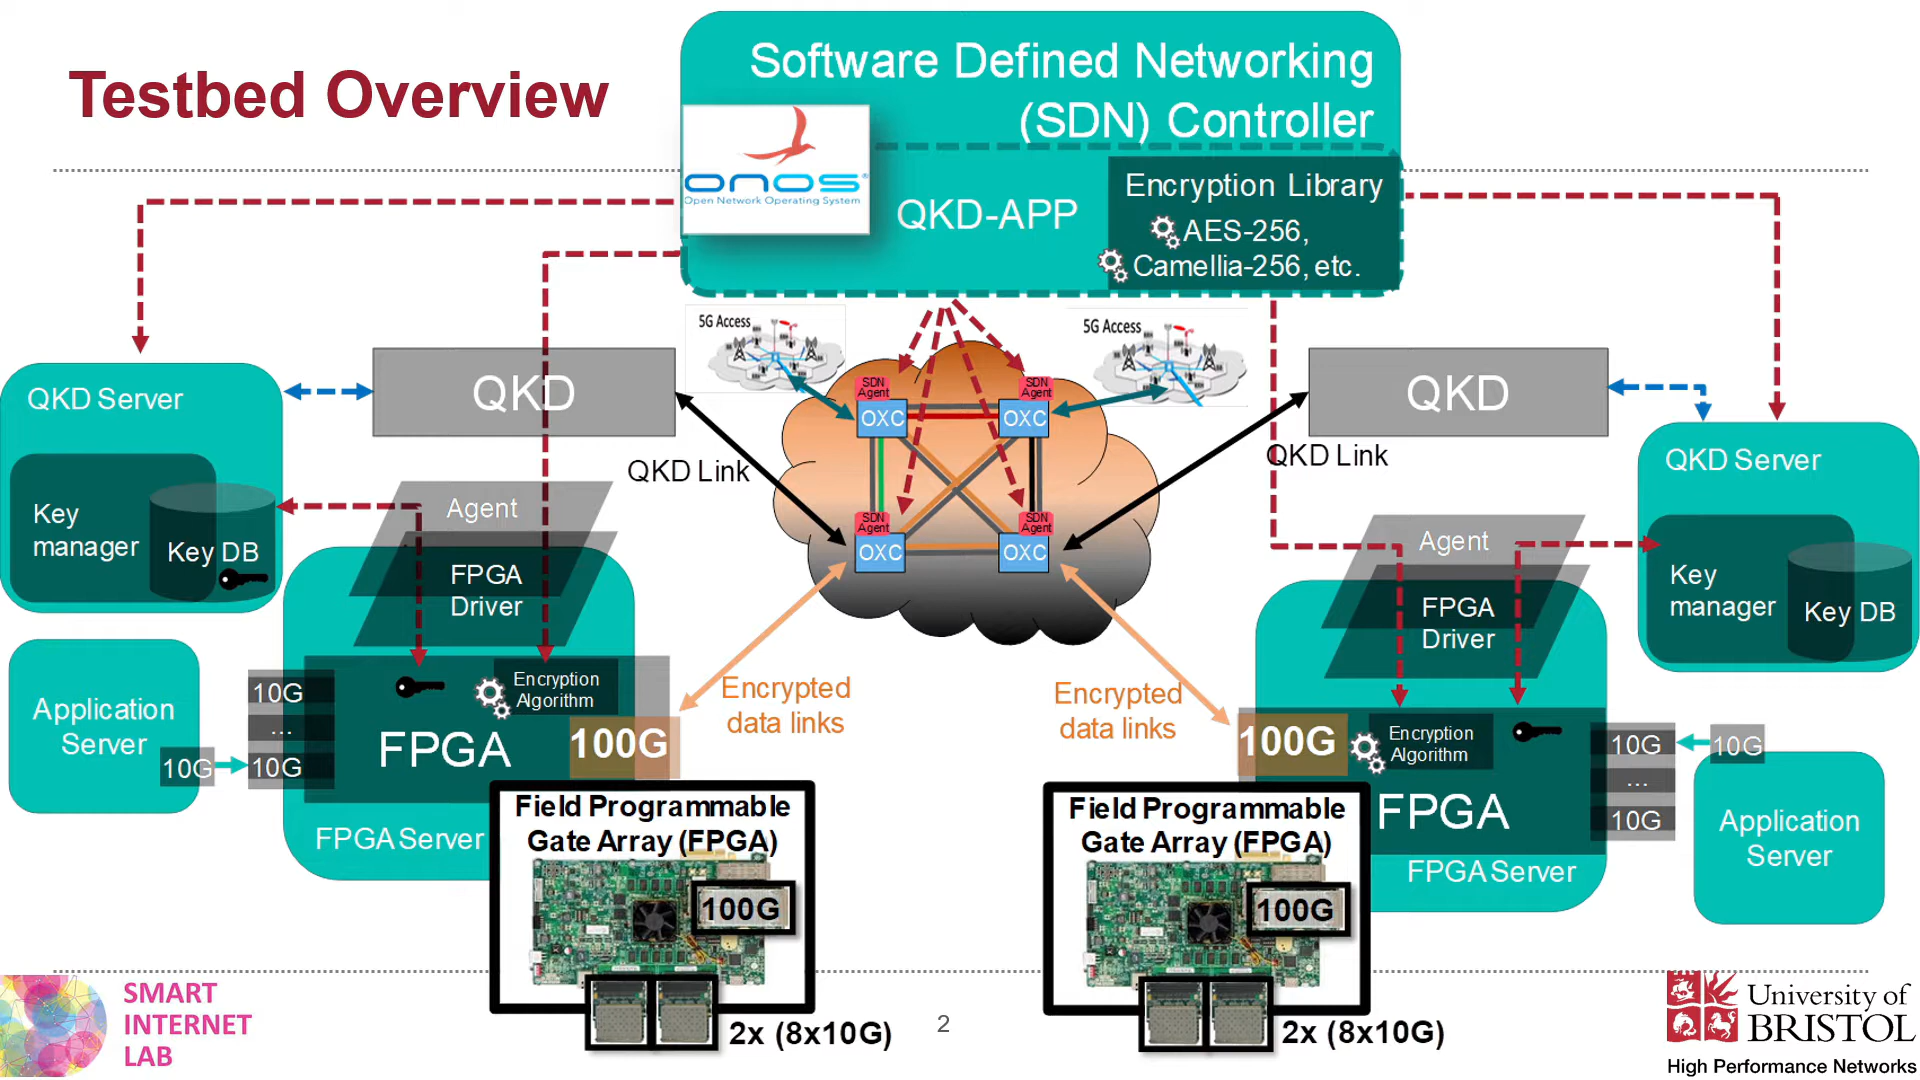 Testbed Overview
Software Defined Networking
(SDN) Controller
onos®
Open Network Operating System
QKD-APP
Encryption Library
AES-256,
Camellia-256, etc.
5G Access
5G Access
QKD Server
QKD
QKD Link
SDN
Agent
OXC
SDN
Agent
OXC
SDN
Agent
OXC
SDN
Agent
OXC
QKD
QKD Link
QKD Server
Key
manager
Key DB
Agent
FPGA
Driver
Agent
FPGA
Driver
Key
manager
Key DB
Application
Server
10G
10G
...
10G
Encryption
Algorithm
FPGA
100G
FPGA Server
Encrypted
data links
Encrypted
data links
100G
Encryption
Algorithm
FPGA
FPGA Server
10G
...
10G
10G
Application
Server
Field Programmable
Gate Array (FPGA)
100G
2x (8x10G)
Field Programmable
Gate Array (FPGA)
100G
2x (8x10G)
SMART
INTERNET
LAB
2
University of
BRISTOL
High Performance Networks